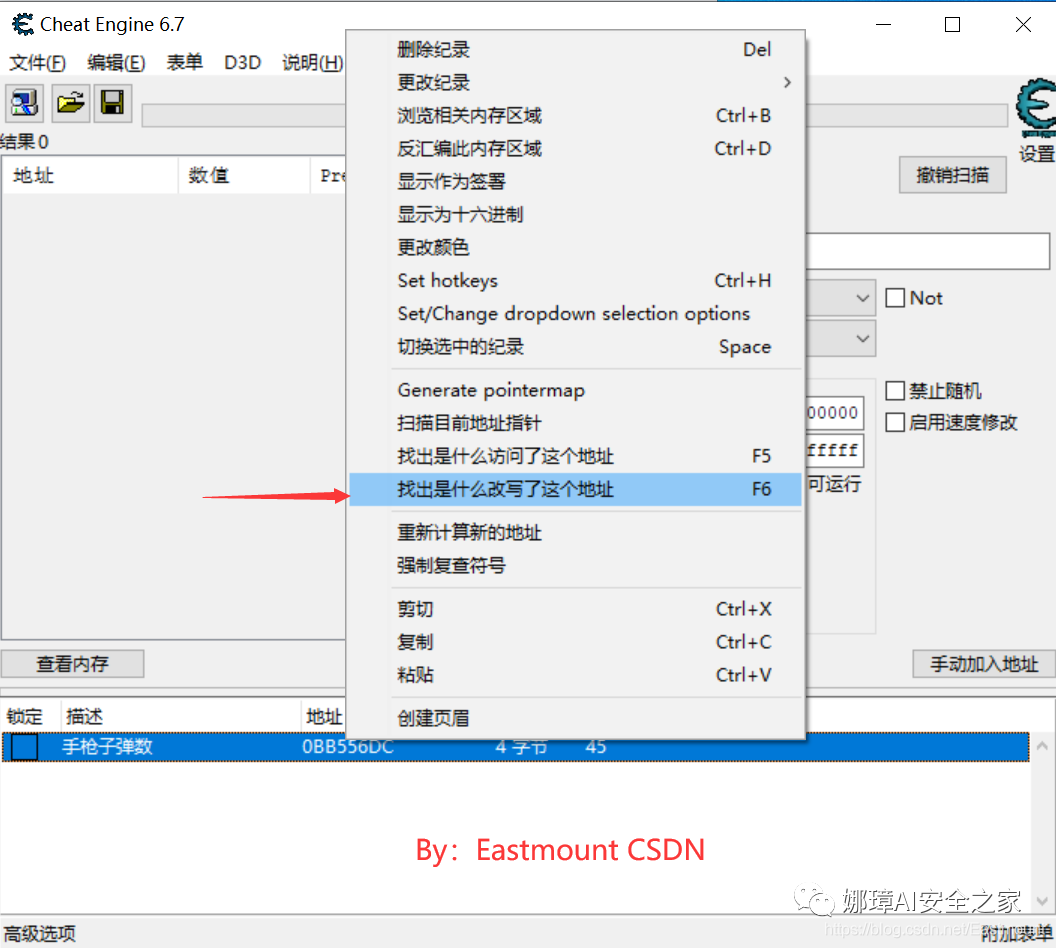 Cheat Engine 6.7
文件(F) 编辑(E) 表单 D3D 说明(H)
结果 0
地址 数值
设置
撤销扫描
Not
禁止随机
启用速度修改
00000
fffff
可运行
删除纪录 Del
更改纪录
浏览相关内存区域 Ctrl+B
反汇编此内存区域 Ctrl+D
显示作为签署
显示为十六进制
更改颜色
Set hotkeys Ctrl+H
Set/Change dropdown selection options
切换选中的纪录 Space
Generate pointermap
扫描目前地址指针
找出是什么访问了这个地址 F5
找出是什么改写了这个地址 F6
重新计算新的地址
强制复查符号
剪切 Ctrl+X
复制 Ctrl+C
粘贴 Ctrl+V
创建页眉
查看内存 手动加入地址
锁定 描述 地址
手枪子弹数 0BB556DC 4 字节 45
By：Eastmount CSDN
娜璋AI安全之家
高级选项 附加表单